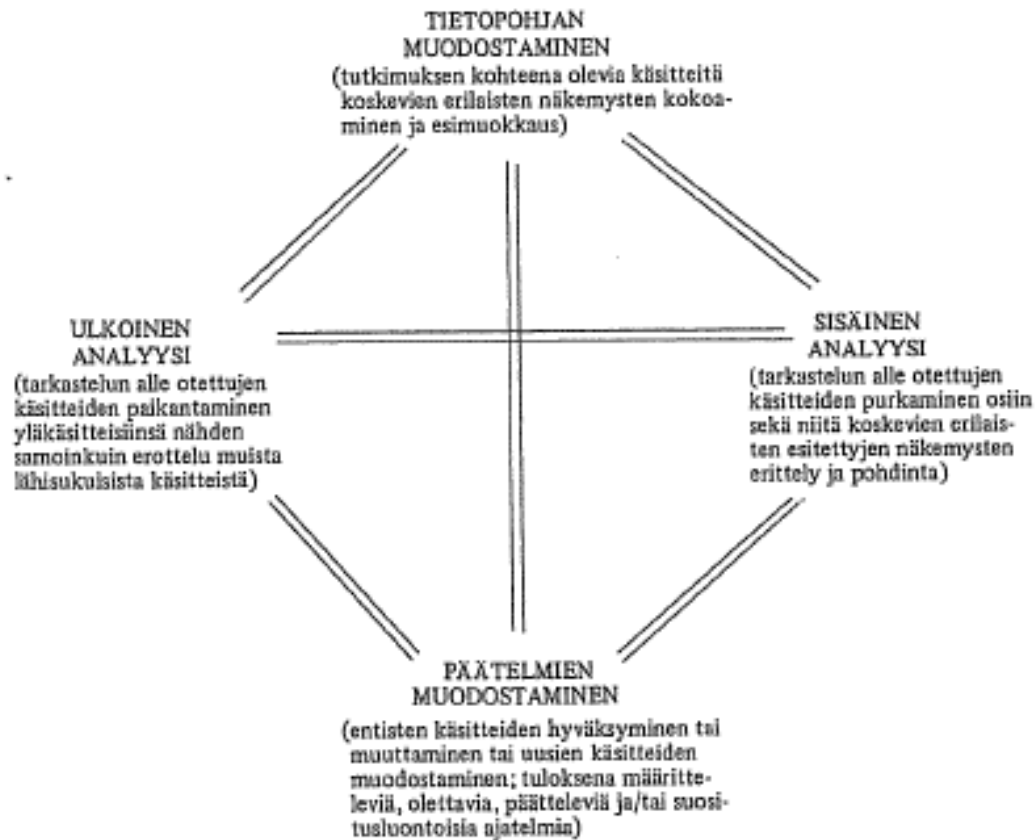 TIETOPOHJAN
MUODOSTAMINEN
(tutkimuksen kohteena olevia käsitteitä
koskevien erilaisten näkemysten kokoa-
minen ja esimuokkaus)
ULKOINEN
ANALYYSI
(tarkastelun alle otettujen
käsitteiden paikantaminen
yläkäsitteisiinsä nähden
samoinkuin erottelu muista
lähisukuisista käsitteistä)
SISÄINEN
ANALYYSI
(tarkastelun alle otettujen
käsitteiden purkaminen osiin
sekä niitä koskevien erilais-
ten esitettyjen näkemysten
erittely ja pohdinta)
PÄÄTELMIEN
MUODOSTAMINEN
(entisten käsitteiden hyväksyminen tai
muuttaminen tai uusien käsitteiden
muodostaminen; tuloksena määritte-
leviä, olettavia, päätteleviä ja/tai suosi-
tusluontoisia ajatelmia)